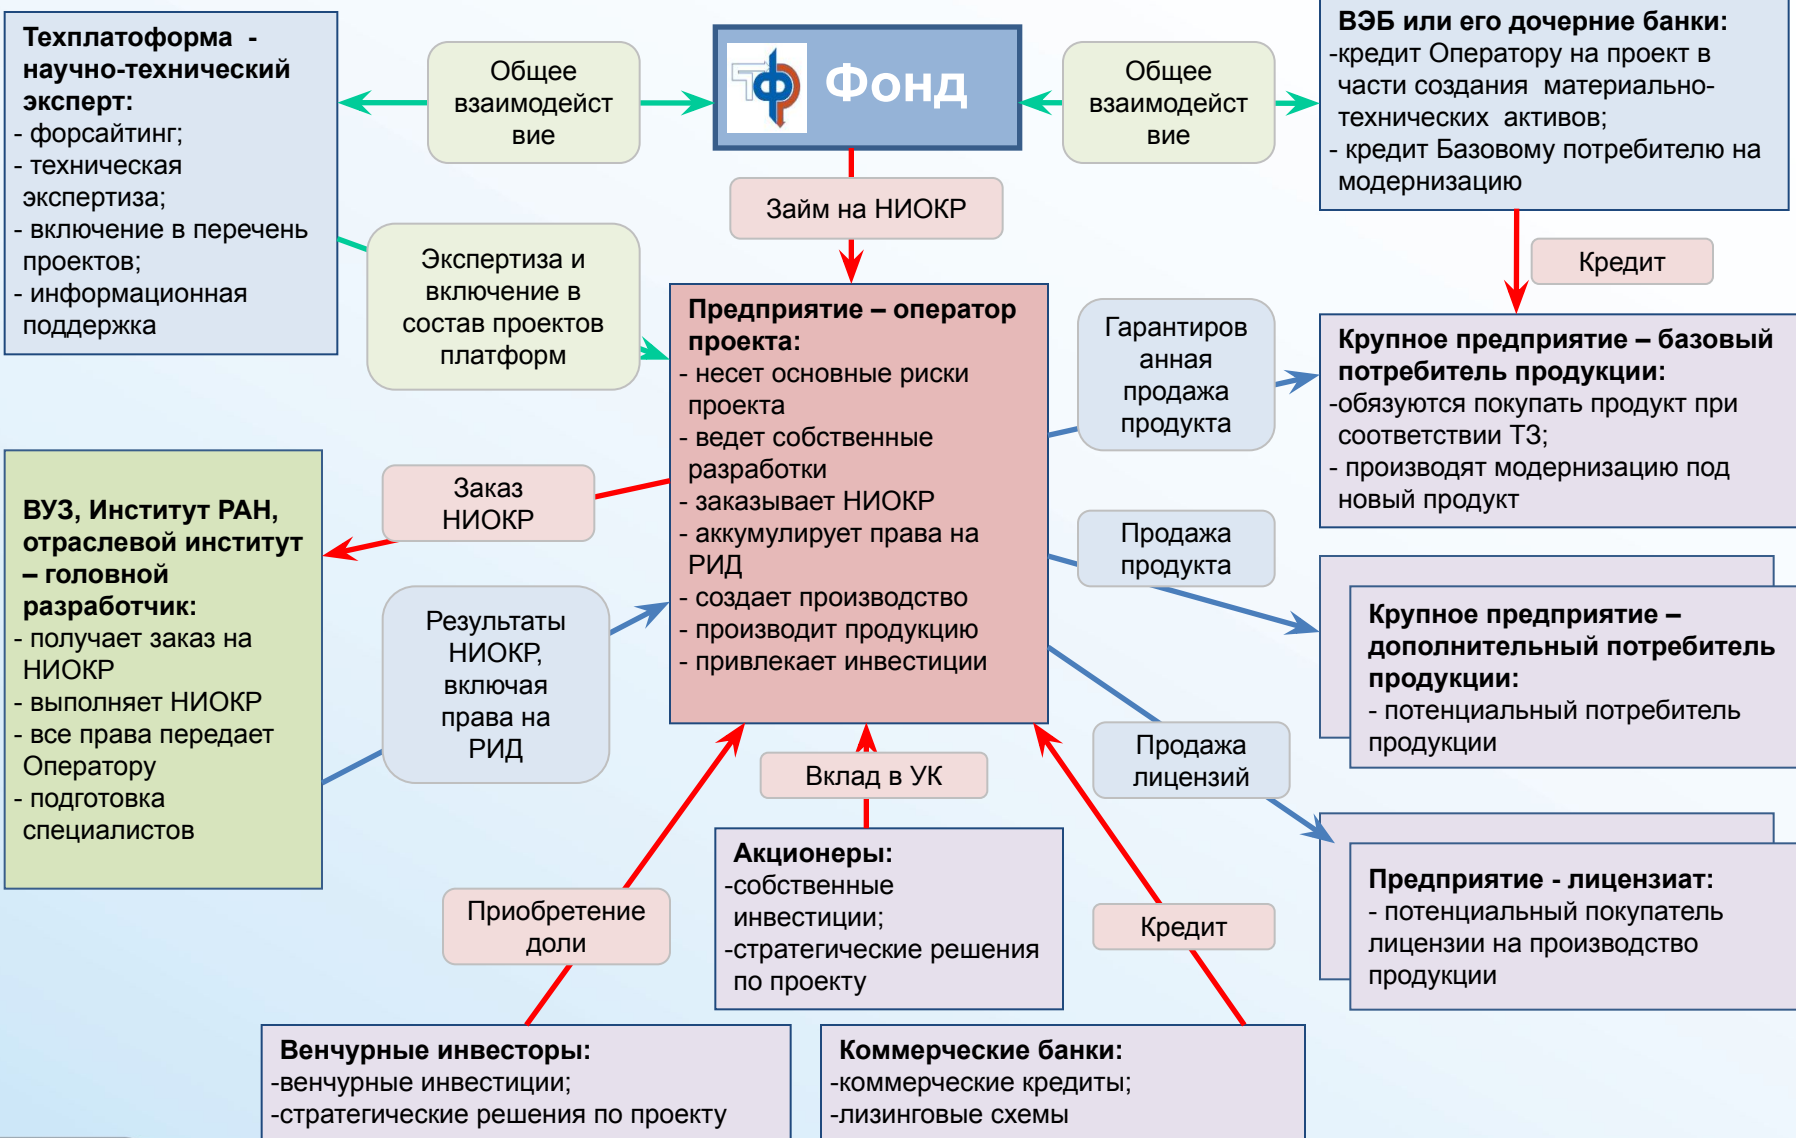 Техплатоформа -
научно-технический
эксперт:
- форсайтинг;
- техническая
экспертиза;
- включение в перечень
проектов;
- информационная
поддержка
Общее
взаимодейст
вие
Фонд
Общее
взаимодейст
вие
ВЭБ или его дочерние банки:
-кредит Оператору на проект в
части создания материально-
технических активов;
- кредит Базовому потребителю на
модернизацию
Займ на НИОКР
Кредит
Экспертиза и
включение в
состав проектов
платформ
Предприятие – оператор
проекта:
- несет основные риски
проекта
- ведет собственные
разработки
- заказывает НИОКР
- аккумулирует права на
РИД
- создает производство
- производит продукцию
- привлекает инвестиции
Гарантиров
анная
продажа
продукта
Крупное предприятие – базовый
потребитель продукции:
-обязуются покупать продукт при
соответствии ТЗ;
- производят модернизацию под
новый продукт
ВУЗ, Институт РАН,
отраслевой институт
– головной
разработчик:
- получает заказ на
НИОКР
- выполняет НИОКР
- все права передает
Оператору
- подготовка
специалистов
Заказ
НИОКР
Результаты
НИОКР,
включая
права на
РИД
Продажа
продукта
Крупное предприятие –
дополнительный потребитель
продукции:
- потенциальный потребитель
продукции
Продажа
лицензий
Предприятие - лицензиат:
- потенциальный покупатель
лицензии на производство
продукции
Вклад в УК
Акционеры:
-собственные
инвестиции;
-стратегические решения
по проекту
Приобретение
доли
Кредит
Венчурные инвесторы:
-венчурные инвестиции;
-стратегические решения по проекту
Коммерческие банки:
-коммерческие кредиты;
-лизинговые схемы